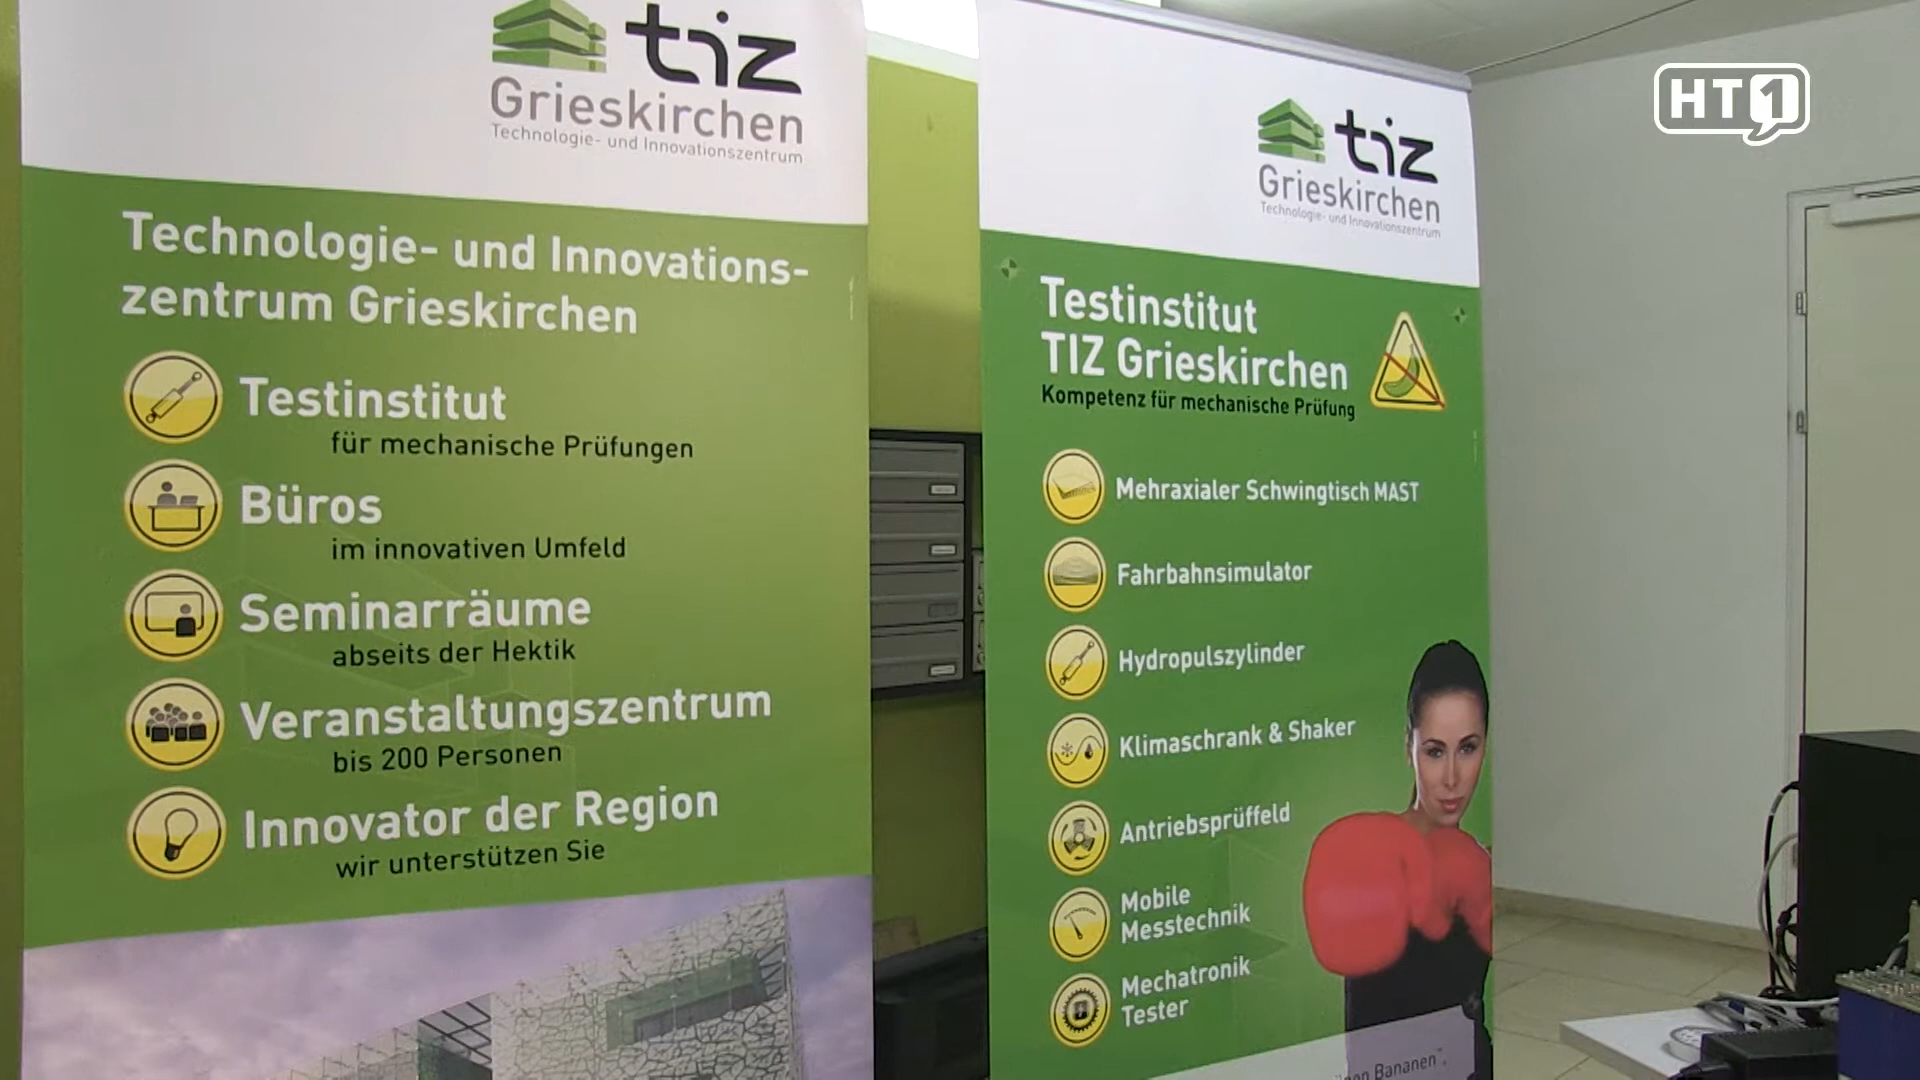 tiz
Grieskirchen
Technologie- und Innovationszentrum
Technologie- und Innovations-
zentrum Grieskirchen
Testinstitut
für mechanische Prüfungen
Büros
im innovativen Umfeld
Seminarräume
abseits der Hektik
Veranstaltungszentrum
bis 200 Personen
Innovator der Region
wir unterstützen Sie
tiz
Grieskirchen
Technologie- und Innovationszentrum
Testinstitut
TIZ Grieskirchen
Kompetenz für mechanische Prüfung
Mehraxialer Schwingtisch MAST
Fahrbahnsimulator
Hydropulszylinder
Klimaschrank & Shaker
Antriebsprüffeld
Mobile
Messtechnik
Mechatronik
Tester
Bananen
HT1